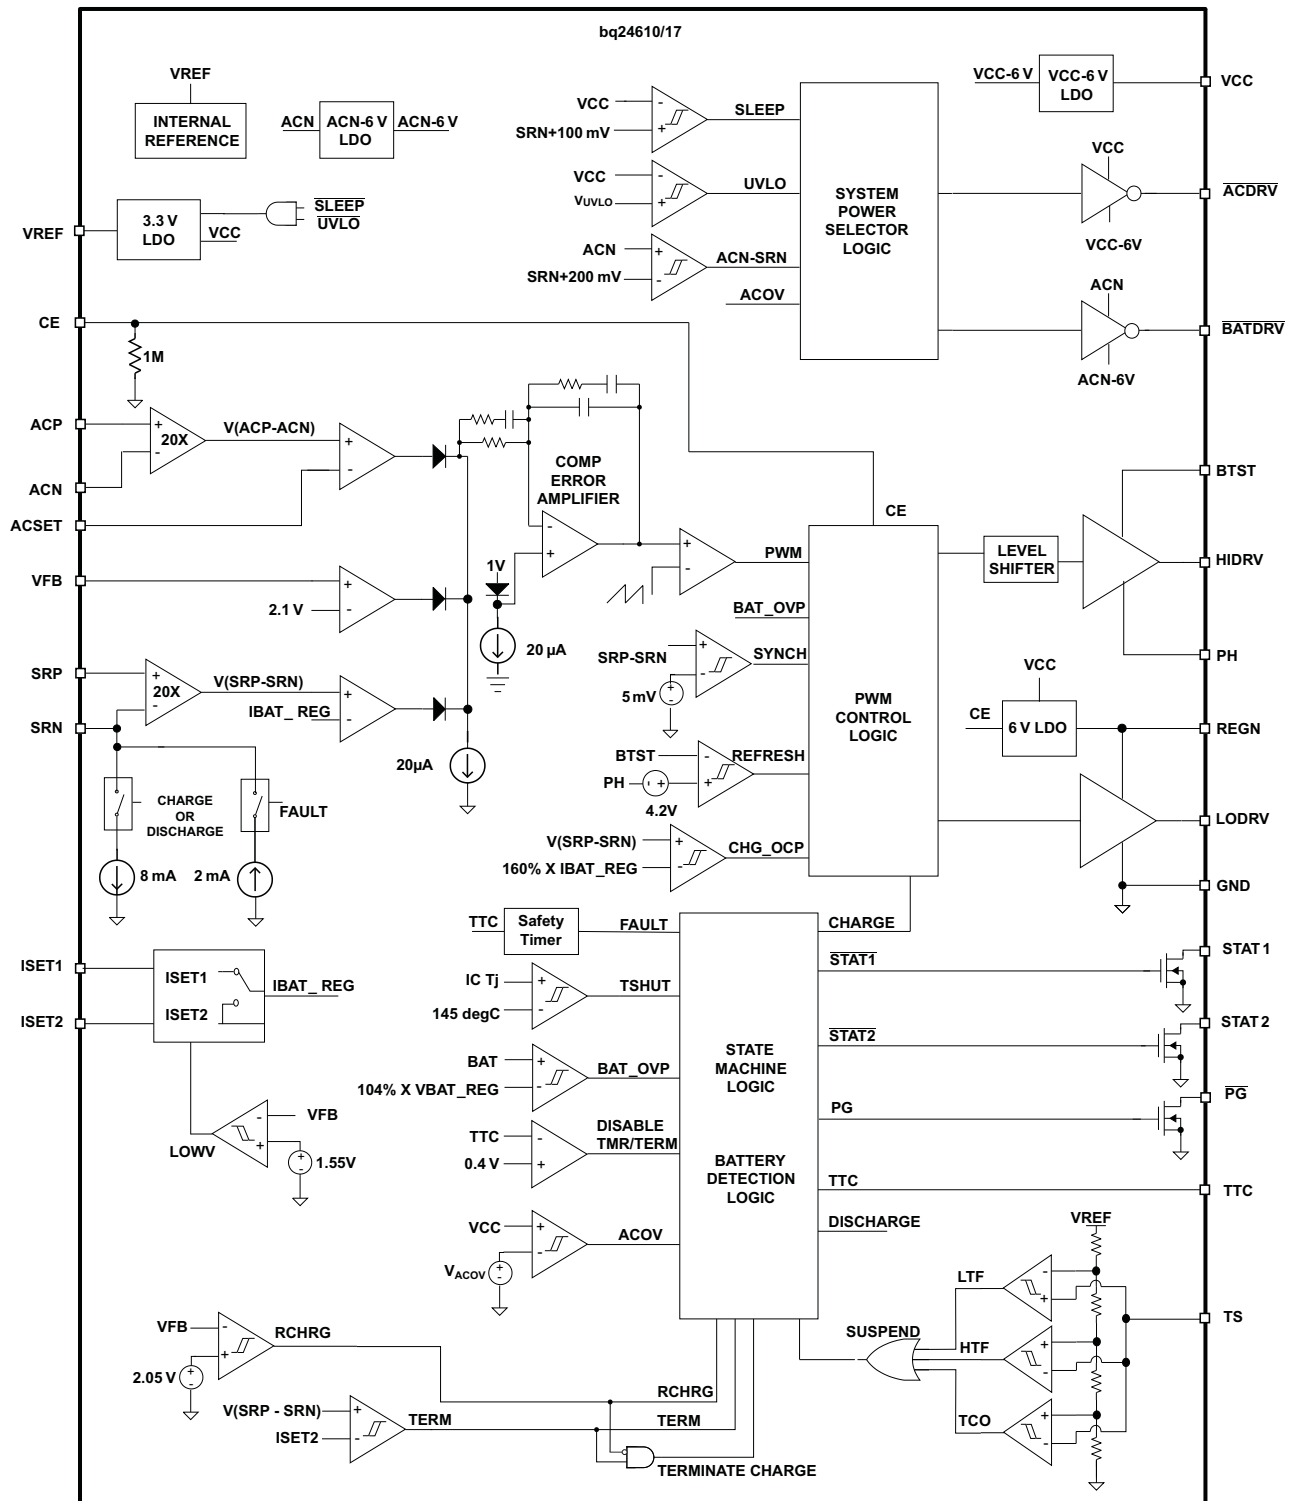 bq24610/17
VREF
INTERNAL
REFERENCE
ACN
ACN-6 V
LDO
ACN-6 V
VCC
SRN+100 mV
SLEEP
VCC
VUVLO
UVLO
ACN
SRN+200 mV
ACN-SRN
ACOV
SYSTEM
POWER
SELECTOR
LOGIC
VCC-6 V
VCC-6 V
LDO
VCC
VCC
ACDRV
VCC-6V
ACN
BATDRV
ACN-6V
VREF
3.3 V
LDO
VCC
SLEEP
UVLO
CE
1M
ACP
20X
V(ACP-ACN)
ACN
ACSET
VFB
2.1 V
SRP
20X
V(SRP-SRN)
IBAT_ REG
SRN
20µA
CHARGE
OR
DISCHARGE
FAULT
8 mA
2 mA
COMP
ERROR
AMPLIFIER
1V
20 µA
PWM
BAT_OVP
SRP-SRN
SYNCH
5 mV
BTST
REFRESH
PH
4.2V
V(SRP-SRN)
160% X IBAT_REG
CHG_OCP
CE
PWM
CONTROL
LOGIC
LEVEL
SHIFTER
BTST
HIDRV
PH
VCC
CE
6 V LDO
REGN
LODRV
GND
ISET1
ISET2
ISET1
ISET2
IBAT_ REG
LOWV
VFB
1.55V
TTC
Safety
Timer
FAULT
IC Tj
145 degC
TSHUT
BAT
104% X VBAT_REG
BAT_OVP
TTC
0.4 V
DISABLE
TMR/TERM
VCC
VACOV
ACOV
STATE
MACHINE
LOGIC
BATTERY
DETECTION
LOGIC
CHARGE
STAT1
STAT 1
STAT2
STAT 2
PG
PG
TTC
TTC
DISCHARGE
VREF
LTF
HTF
TCO
SUSPEND
TS
VFB
2.05 V
RCHRG
RCHRG
V(SRP - SRN)
ISET2
TERM
TERM
TERMINATE CHARGE